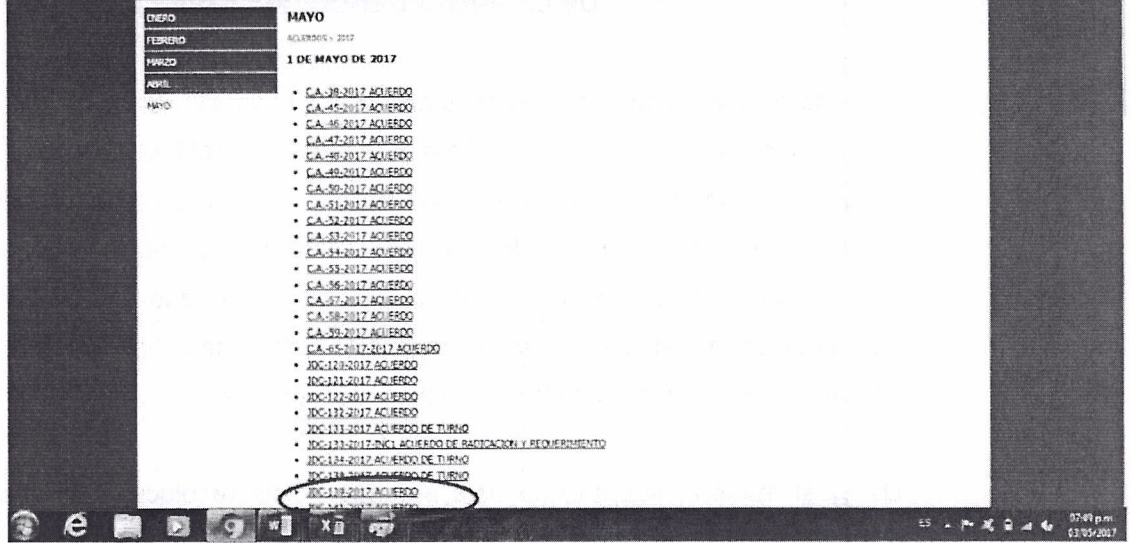 ENERO
FEBRERO
MARZO
ABRIL
MAYO
MAYO
ACUERDOS > 2017
1 DE MAYO DE 2017
C.A.-45-2017 ACUERDO
C.A.-46-2017 ACUERDO
C.A.-47-2017 ACUERDO
C.A.-48-2017 ACUERDO
C.A.-49-2017 ACUERDO
C.A.-50-2017 ACUERDO
C.A.-51-2017 ACUERDO
C.A.-52-2017 ACUERDO
C.A.-53-2017 ACUERDO
C.A.-54-2017 ACUERDO
C.A.-55-2017 ACUERDO
C.A.-56-2017 ACUERDO
C.A.-57-2017 ACUERDO
C.A.-58-2017 ACUERDO
C.A.-59-2017 ACUERDO
C.A.-65-2017-2017 ACUERDO
JDC-120-2017 ACUERDO
JDC-121-2017 ACUERDO
JDC-122-2017 ACUERDO
JDC-132-2017 ACUERDO
JDC-133-2017 ACUERDO DE TURNO
JDC-133-2017-INC1 ACUERDO DE RADICACION Y REQUERIMIENTO
JDC-134-2017 ACUERDO DE TURNO
JDC-138-2017 ACUERDO DE TURNO
JDC-139-2017 ACUERDO
JDC-141-2017 ACUERDO
ES
07:49 p.m.
03/05/2017